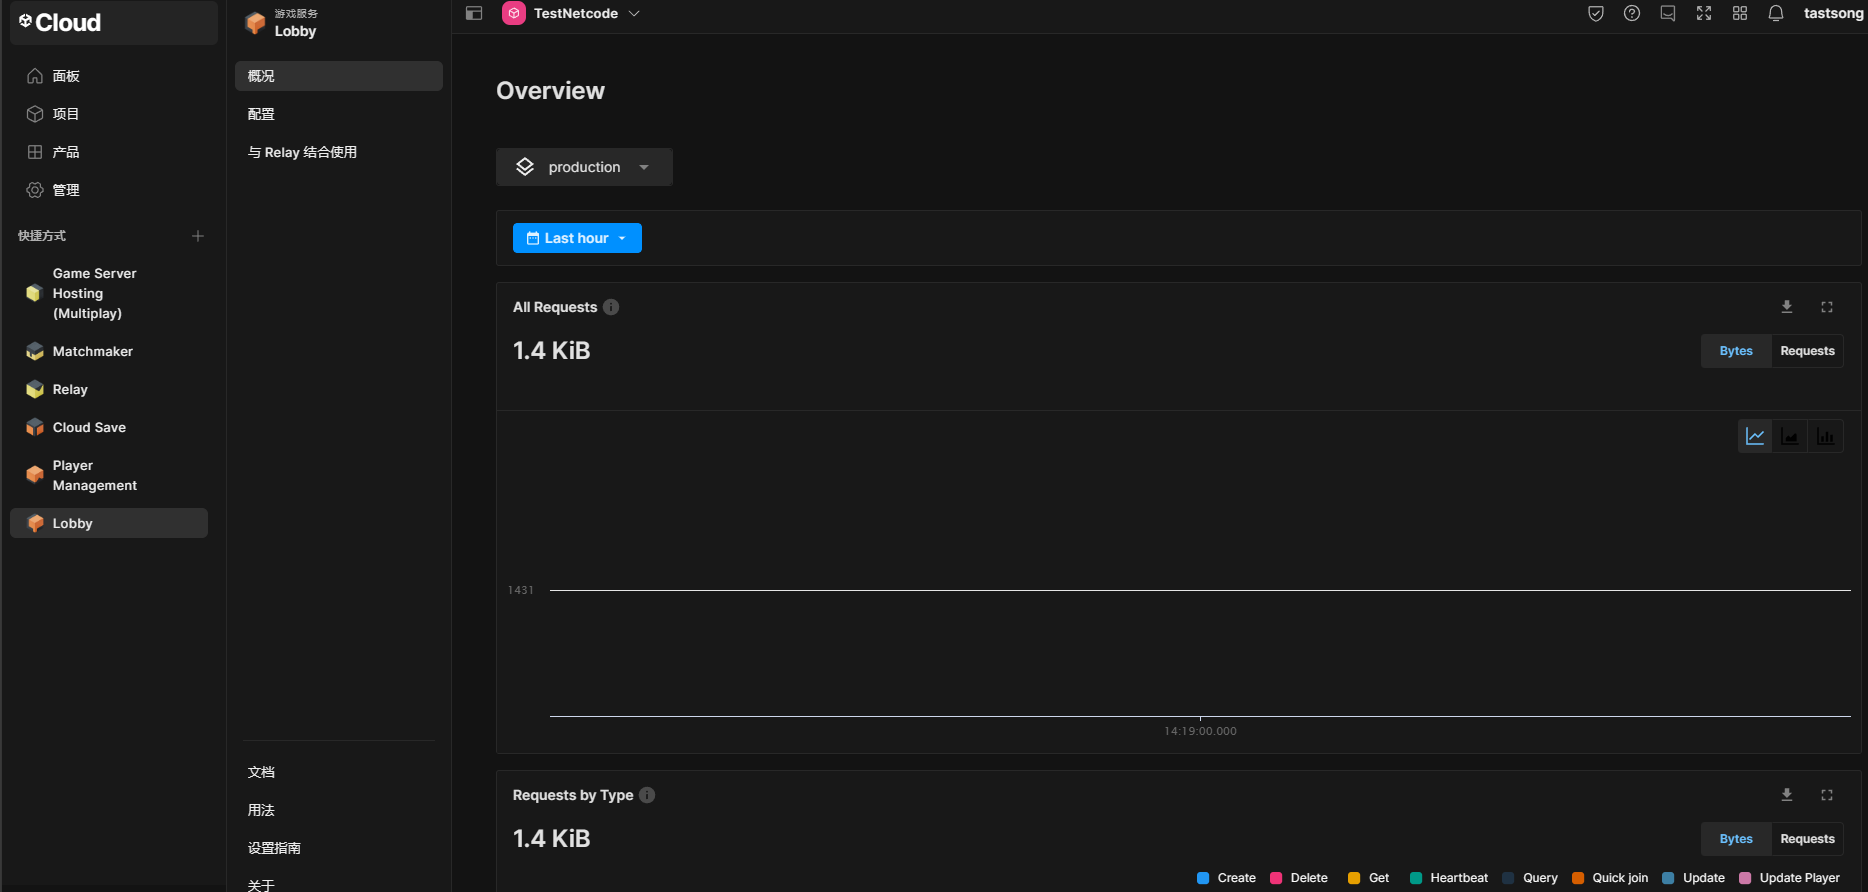 Cloud
面板
项目
产品
管理
快捷方式
Game Server
Hosting
(Multiplay)
Matchmaker
Relay
Cloud Save
Player
Management
Lobby
游戏服务
Lobby
概况
配置
与 Relay 结合使用
文档
用法
设置指南
关于
TestNetcode
tastsong
Overview
production
Last hour
All Requests
1.4 KiB
Bytes
Requests
1431
14:19:00.000
Requests by Type
1.4 KiB
Bytes
Requests
Create
Delete
Get
Heartbeat
Query
Quick join
Update
Update Player